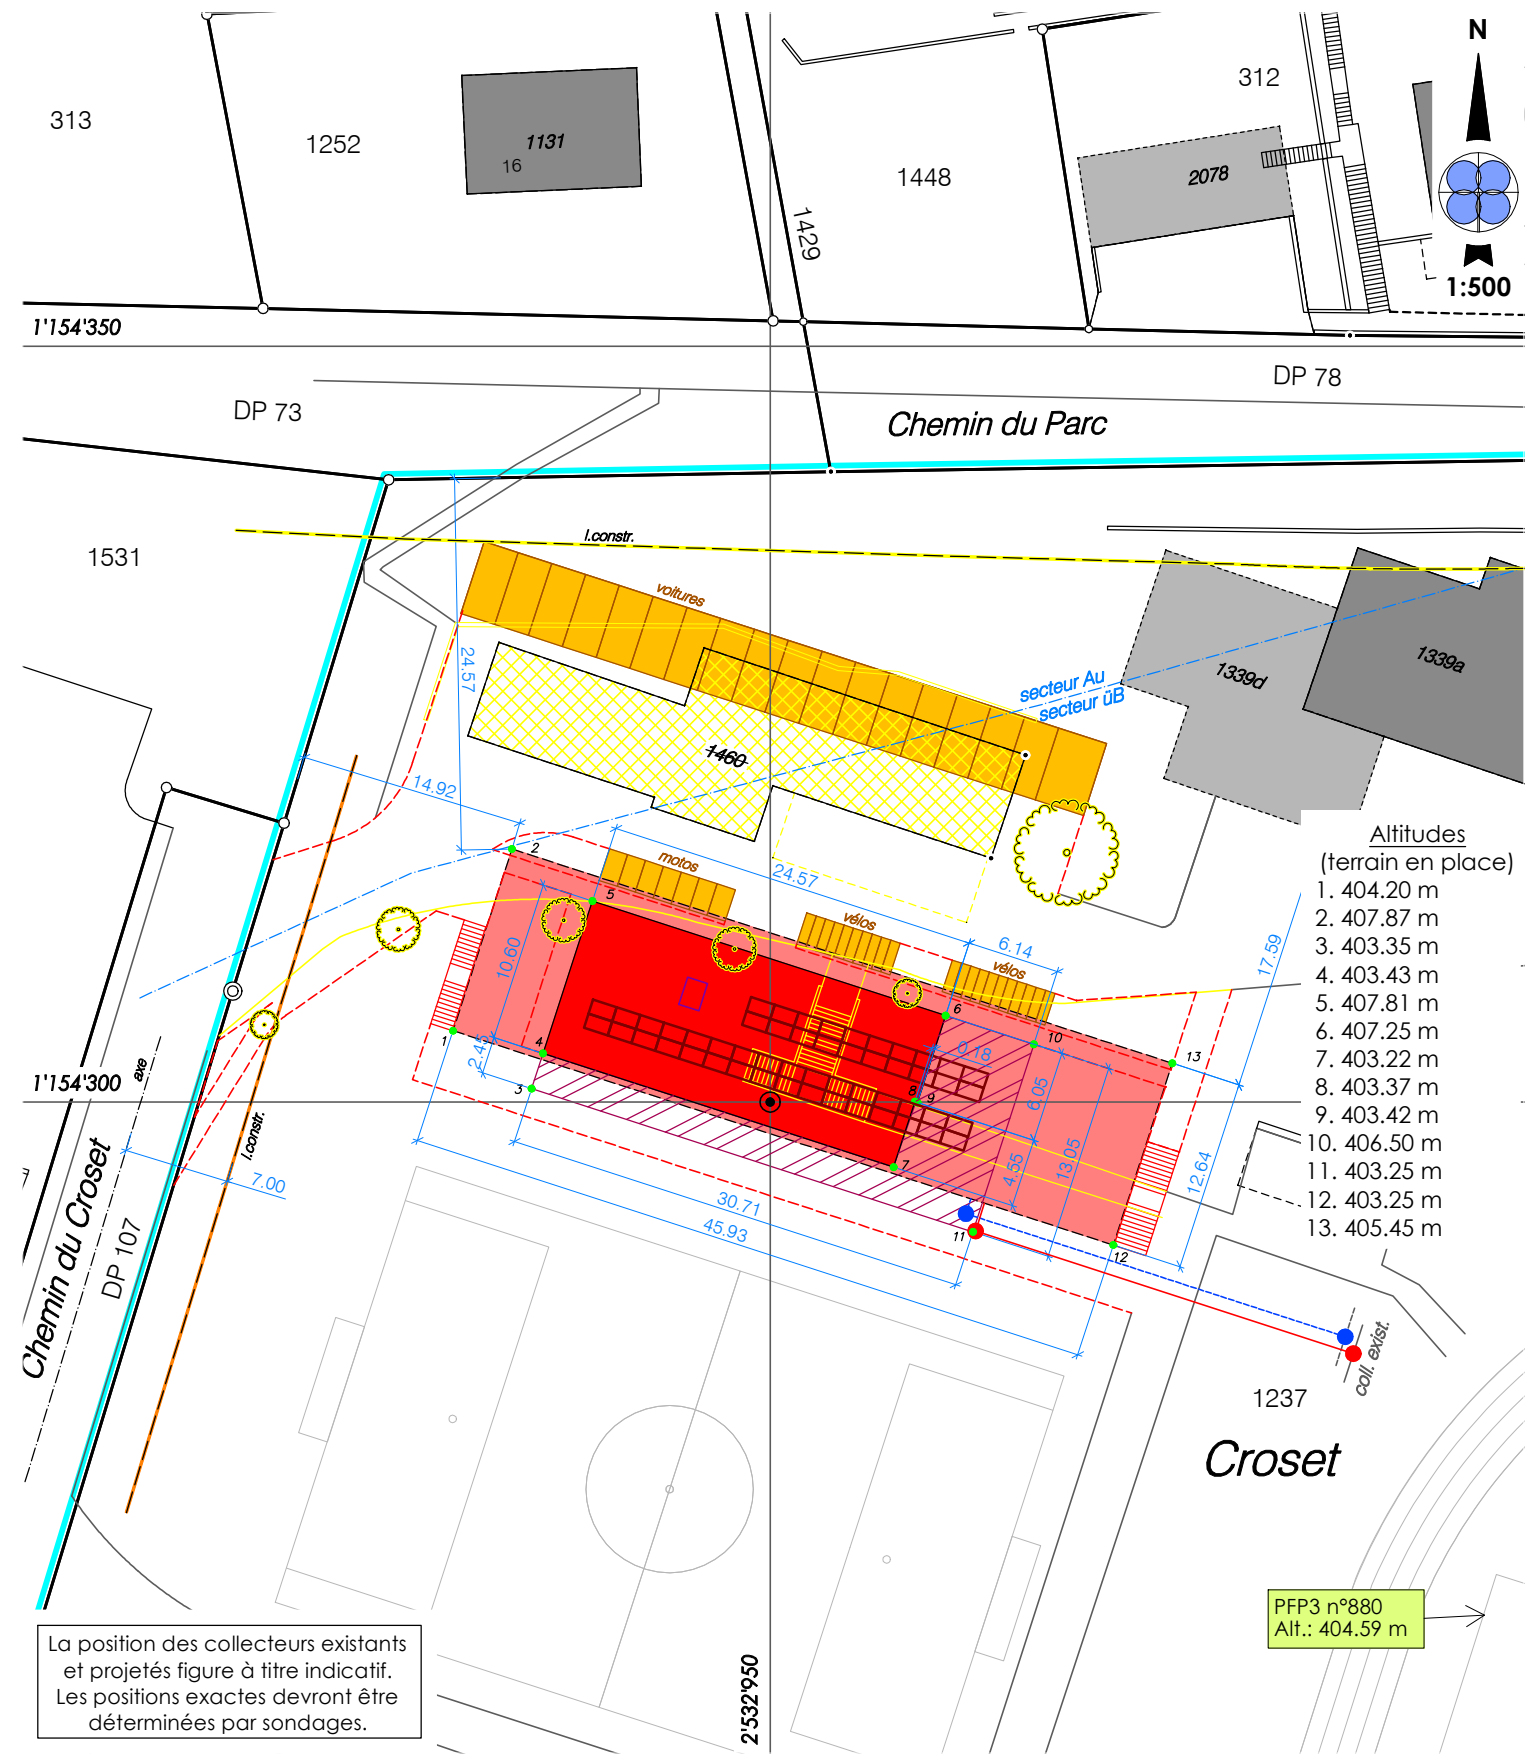 N
1:500
313
1252
1131
16
1448
1429
312
2078
1'154'350
DP 73
DP 78
Chemin du Parc
1531
l.constr.
voitures
24.57
14.92
secteur Au
secteur üB
1339d
1339a
1460
2
motos
24.57
5
10.60
vélos
6.14
vélos
17.59
6
10
0.18
13
1
2.45
4
3
8
9
6.05
1'154'300
axe
l.constr.
7.00
7
4.55
13.05
12.64
30.71
45.93
11
12
Chemin du Croset
DP 107
Altitudes
(terrain en place)
1. 404.20 m
2. 407.87 m
3. 403.35 m
4. 403.43 m
5. 407.81 m
6. 407.25 m
7. 403.22 m
8. 403.37 m
9. 403.42 m
10. 406.50 m
11. 403.25 m
12. 403.25 m
13. 405.45 m
coll. exist.
1237
Croset
PFP3 n°880
Alt.: 404.59 m
La position des collecteurs existants
et projetés figure à titre indicatif.
Les positions exactes devront être
déterminées par sondages.
2'532'950